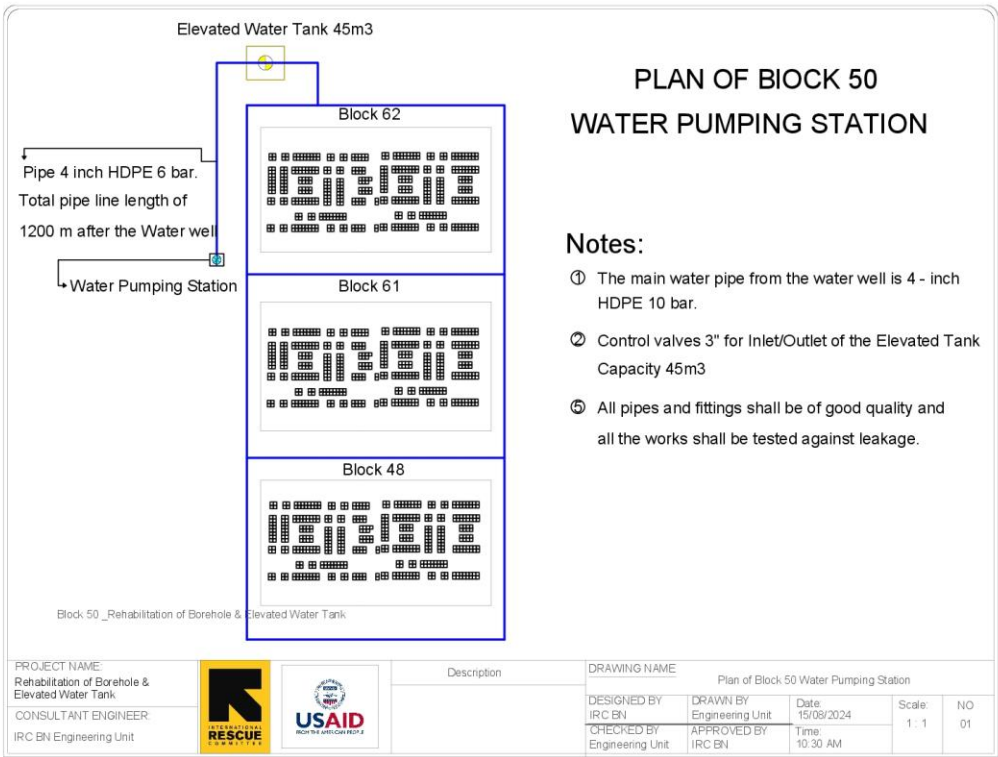 Elevated Water Tank 45m3
PLAN OF BlOCK 50
WATER PUMPING STATION
Block 62
Pipe 4 inch HDPE 6 bar.
Total pipe line length of
1200 m after the Water well
Water Pumping Station
Block 61
Block 48
Notes:
① The main water pipe from the water well is 4 - inch
HDPE 10 bar.
② Control valves 3" for Inlet/Outlet of the Elevated Tank
Capacity 45m3
⑤ All pipes and fittings shall be of good quality and
all the works shall be tested against leakage.
Block 50 _Rehabilitation of Borehole & Elevated Water Tank
PROJECT NAME:
Rehabilitation of Borehole &
Elevated Water Tank
CONSULTANT ENGINEER
IRC BN Engineering Unit
INTERNATIONAL
RESCUE
COMMITTEE
USAID
FROM THE AMERICAN PEOPLE
Description
DRAWING NAME
Plan of Block 50 Water Pumping Station
DESIGNED BY
IRC BN
DRAWN BY
Engineering Unit
Date:
15/08/2024
Scale:
1 : 1
NO
01
CHECKED BY
Engineering Unit
APPROVED BY
IRC BN
Time:
10:30 AM